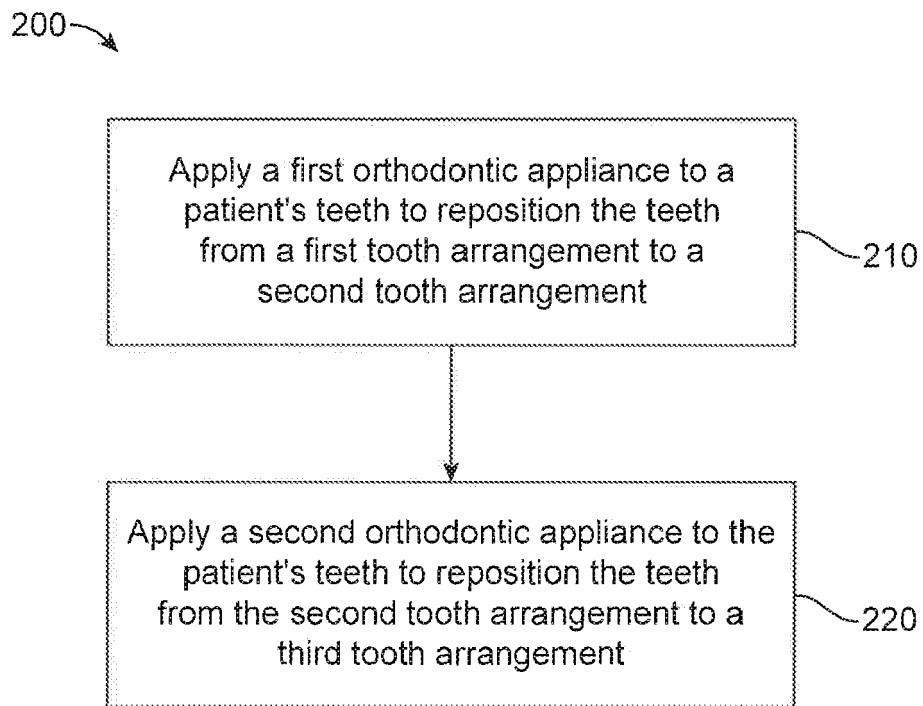 200
Apply a first orthodontic appliance to a
patient's teeth to reposition the teeth
from a first tooth arrangement to a
second tooth arrangement
210
Apply a second orthodontic appliance to the
patient's teeth to reposition the teeth
from the second tooth arrangement to a
third tooth arrangement
220